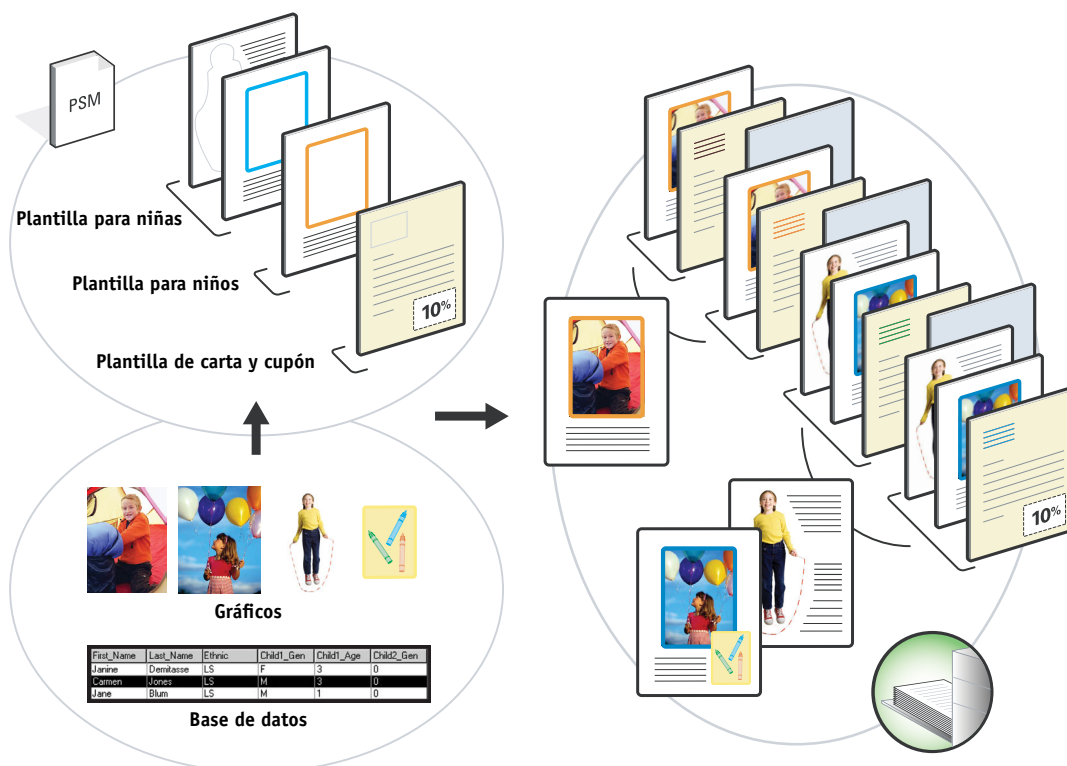 PSM
Plantilla para niñas
Plantilla para niños
10%
Plantilla de carta y cupón
10%
Gráficos
First_Name Last_Name Ethnic Child1_Gen Child1_Age Child2_Gen
Janine Demitasse LS F 3 0
Carmen Jones LS M 3 0
Jane Blum LS M 1 0
Base de datos